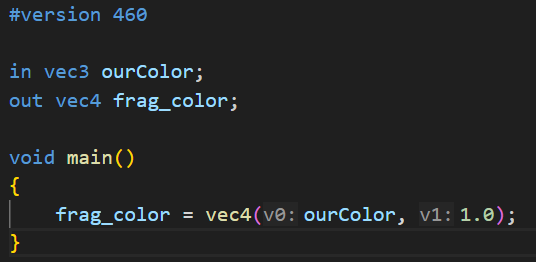 #version 460
in vec3 ourColor;
out vec4 frag_color;
void main()
{
frag_color = vec4(v0: ourColor, v1: 1.0);
}